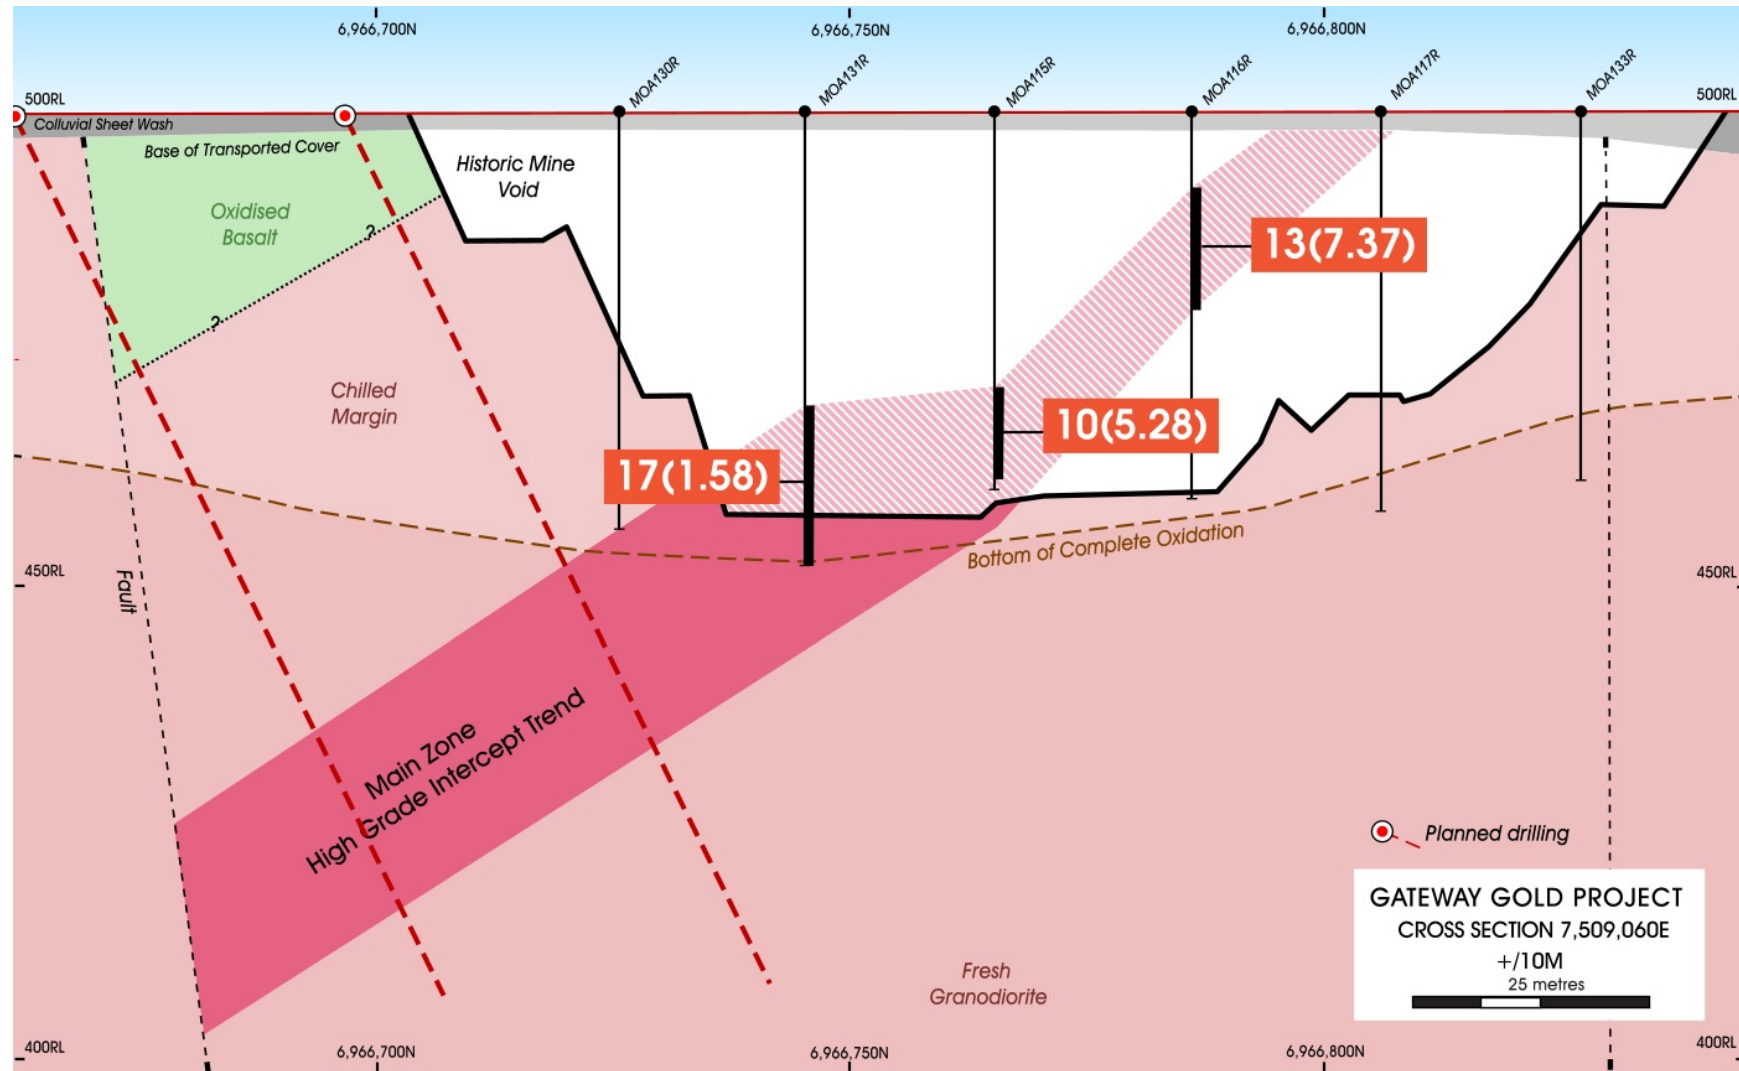 6,966,700N
6,966,750N
6,966,800N
MOA130R
MOA131R
MOA115R
MOA116R
MOA117R
MOA133R
500RL
500RL
Colluvial Sheet Wash
Base of Transported Cover
Historic Mine
Void
Oxidised
Basalt
?
?
13(7.37)
Chilled
Margin
10(5.28)
17(1.58)
Bottom of Complete Oxidation
450RL
450RL
Fault
Main Zone
High Grade Intercept Trend
Planned drilling
GATEWAY GOLD PROJECT
CROSS SECTION 7,509,060E
+/10M
25 metres
Fresh
Granodiorite
400RL
400RL
6,966,700N
6,966,750N
6,966,800N